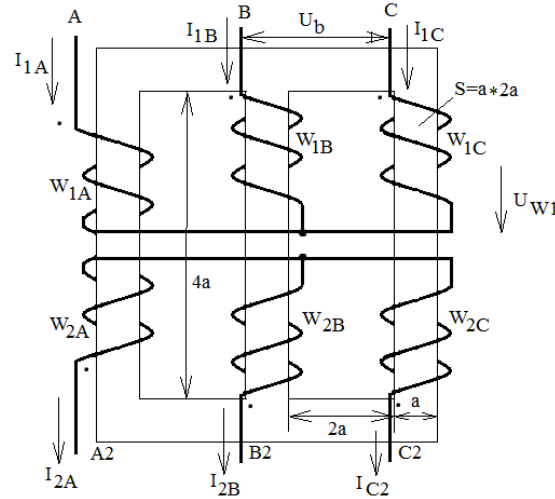 A
B
C
I1A
I1B
Ub
I1C
S=a*2a
W1A
W1B
W1C
UW1
4a
W2A
W2B
W2C
2a
a
I2A
A2
I2B
B2
IC2
C2